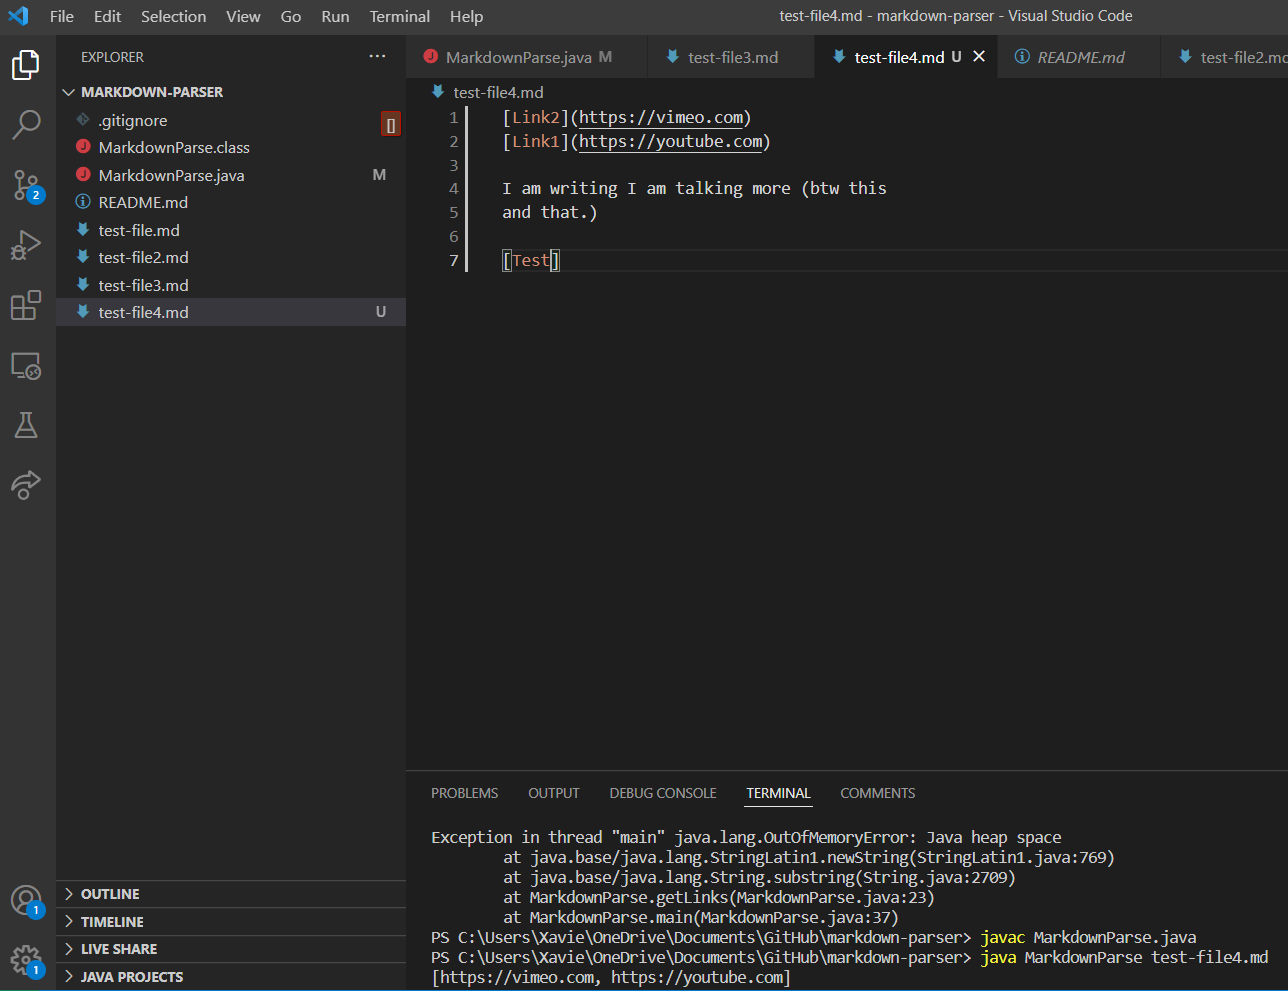 File Edit Selection View Go Run Terminal Help
test-file4.md - markdown-parser - Visual Studio Code
EXPLORER
MARKDOWN-PARSER
.gitignore
[]
MarkdownParse.class
MarkdownParse.java M
README.md
test-file.md
test-file2.md
test-file3.md
test-file4.md U
2
OUTLINE
TIMELINE
LIVE SHARE
JAVA PROJECTS
1
1
MarkdownParse.java M test-file3.md test-file4.md U README.md test-file2.md
test-file4.md
1 [Link2](https://vimeo.com)
2 [Link1](https://youtube.com)
3
4 I am writing I am talking more (btw this
5 and that.)
6
7 [Test]
PROBLEMS OUTPUT DEBUG CONSOLE TERMINAL COMMENTS
Exception in thread "main" java.lang.OutOfMemoryError: Java heap space
at java.base/java.lang.StringLatin1.newString(StringLatin1.java:769)
at java.base/java.lang.String.substring(String.java:2709)
at MarkdownParse.getLinks(MarkdownParse.java:23)
at MarkdownParse.main(MarkdownParse.java:37)
PS C:\Users\Xavie\OneDrive\Documents\GitHub\markdown-parser> javac MarkdownParse.java
PS C:\Users\Xavie\OneDrive\Documents\GitHub\markdown-parser> java MarkdownParse test-file4.md
[https://vimeo.com, https://youtube.com]